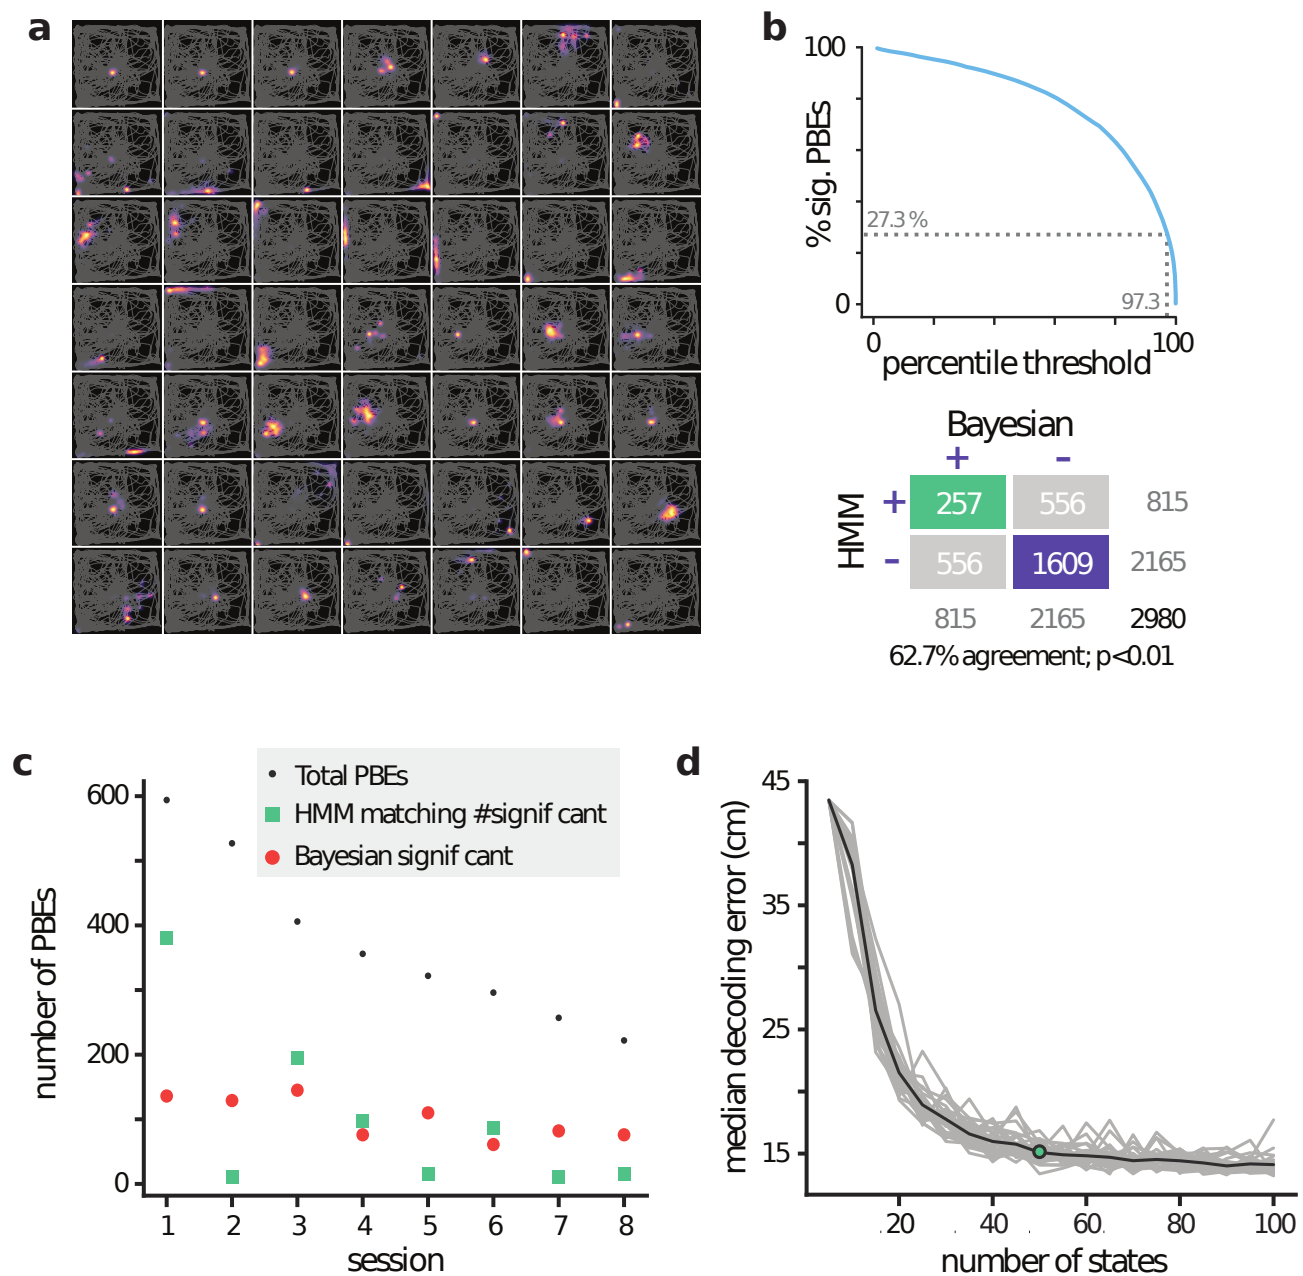 a
b
100
% sig. PBEs
27.3 %
97.3
0
0
100
percentile threshold
Bayesian
+ -
HMM
+ 257 556 815
- 556 1609 2165
815 2165 2980
62.7% agreement; p<0.01
c
Total PBEs
HMM matching #signif cant
Bayesian signif cant
600
400
200
0
number of PBEs
1 2 3 4 5 6 7 8
session
d
45
35
25
15
median decoding error (cm)
20 40 60 80 100
number of states